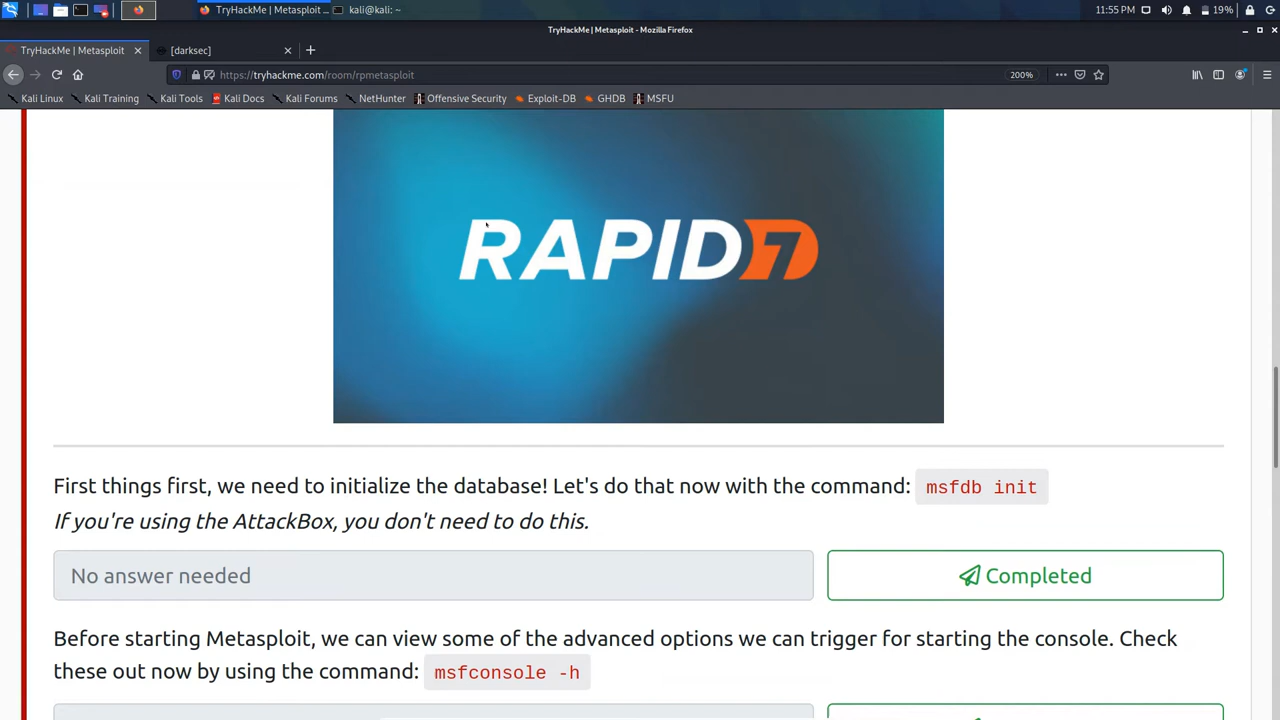 TryHackMe | Metasploit ...
kali@kali: ~
11:55 PM
19%
TryHackMe | Metasploit - Mozilla Firefox
TryHackMe | Metasploit
[darksec]
https://tryhackme.com/room/rpmetasploit
200%
Kali Linux
Kali Training
Kali Tools
Kali Docs
Kali Forums
NetHunter
Offensive Security
Exploit-DB
GHDB
MSFU
RAPID7
First things first, we need to initialize the database! Let's do that now with the command: msfdb init
If you're using the AttackBox, you don't need to do this.
No answer needed
Completed
Before starting Metasploit, we can view some of the advanced options we can trigger for starting the console. Check
these out now by using the command: msfconsole -h